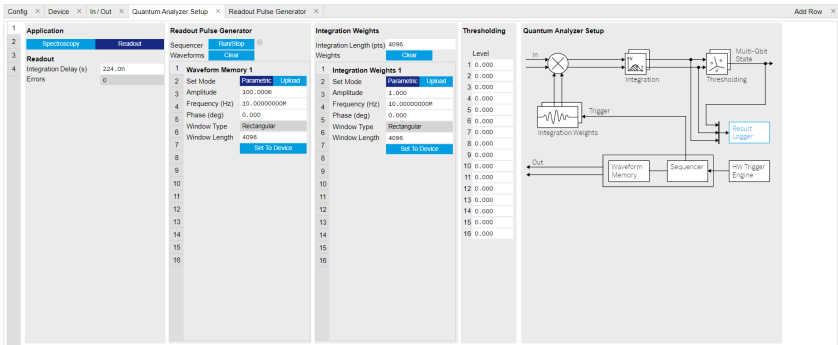 Config × Device × In / Out × Quantum Analyzer Setup × Readout Pulse Generator × Add Row ×
1
2
3
4
Application
Spectroscopy Readout
Readout
Integration Delay (s) 224.0n
Errors 0
Readout Pulse Generator
Sequencer Run/Stop
Waveforms Clear
1
2
3
4
5
6
7
8
9
10
11
12
13
14
15
16
Waveform Memory 1
Set Mode Parametric Upload
Amplitude 100.000m
Frequency (Hz) 10.00000000M
Phase (deg) 0.000
Window Type Rectangular
Window Length 4096
Set To Device
Integration Weights
Integration Length (pts) 4096
Weights Clear
1
2
3
4
5
6
7
8
9
10
11
12
13
14
15
16
Integration Weights 1
Set Mode Parametric Upload
Amplitude 1.000
Frequency (Hz) 10.00000000M
Phase (deg) 0.000
Window Type Rectangular
Window Length 4096
Set To Device
Thresholding
Level
1 0.000
2 0.000
3 0.000
4 0.000
5 0.000
6 0.000
7 0.000
8 0.000
9 0.000
10 0.000
11 0.000
12 0.000
13 0.000
14 0.000
15 0.000
16 0.000
Quantum Analyzer Setup
In
Multi-Qbit
State
Integration
Thresholding
Trigger
Integration Weights
Result
Logger
Out
Waveform
Memory
Sequencer
HW Trigger
Engine